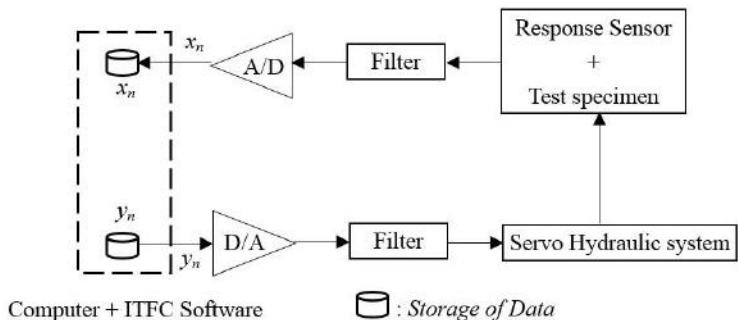 x_n
A/D
Filter
Response Sensor
+
Test specimen
x_n
y_n
D/A
y_n
Filter
Servo Hydraulic system
Computer + ITFC Software
: Storage of Data